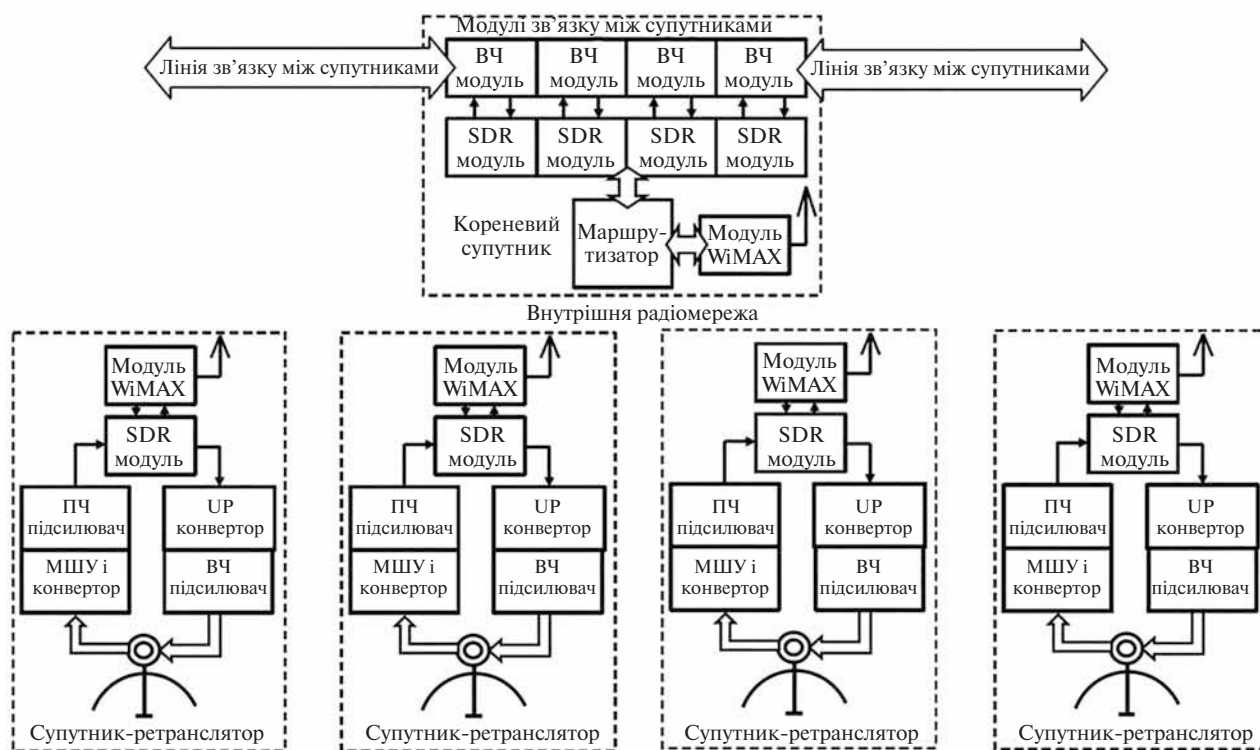 Модулі зв’язку між супутниками
Лінія зв’язку між супутниками
ВЧ
модуль
ВЧ
модуль
ВЧ
модуль
ВЧ
модуль
Лінія зв’язку між супутниками
SDR
модуль
SDR
модуль
SDR
модуль
SDR
модуль
Кореневий
супутник
Маршру-
тизатор
Модуль
WiMAX
Внутрішня радіомережа
Модуль
WiMAX
SDR
модуль
ПЧ
підсилювач
UP
конвертор
МШУ і
конвертор
ВЧ
підсилювач
Супутник-ретранслятор
Модуль
WiMAX
SDR
модуль
ПЧ
підсилювач
UP
конвертор
МШУ і
конвертор
ВЧ
підсилювач
Супутник-ретранслятор
Модуль
WiMAX
SDR
модуль
ПЧ
підсилювач
UP
конвертор
МШУ і
конвертор
ВЧ
підсилювач
Супутник-ретранслятор
Модуль
WiMAX
SDR
модуль
ПЧ
підсилювач
UP
конвертор
МШУ і
конвертор
ВЧ
підсилювач
Супутник-ретранслятор